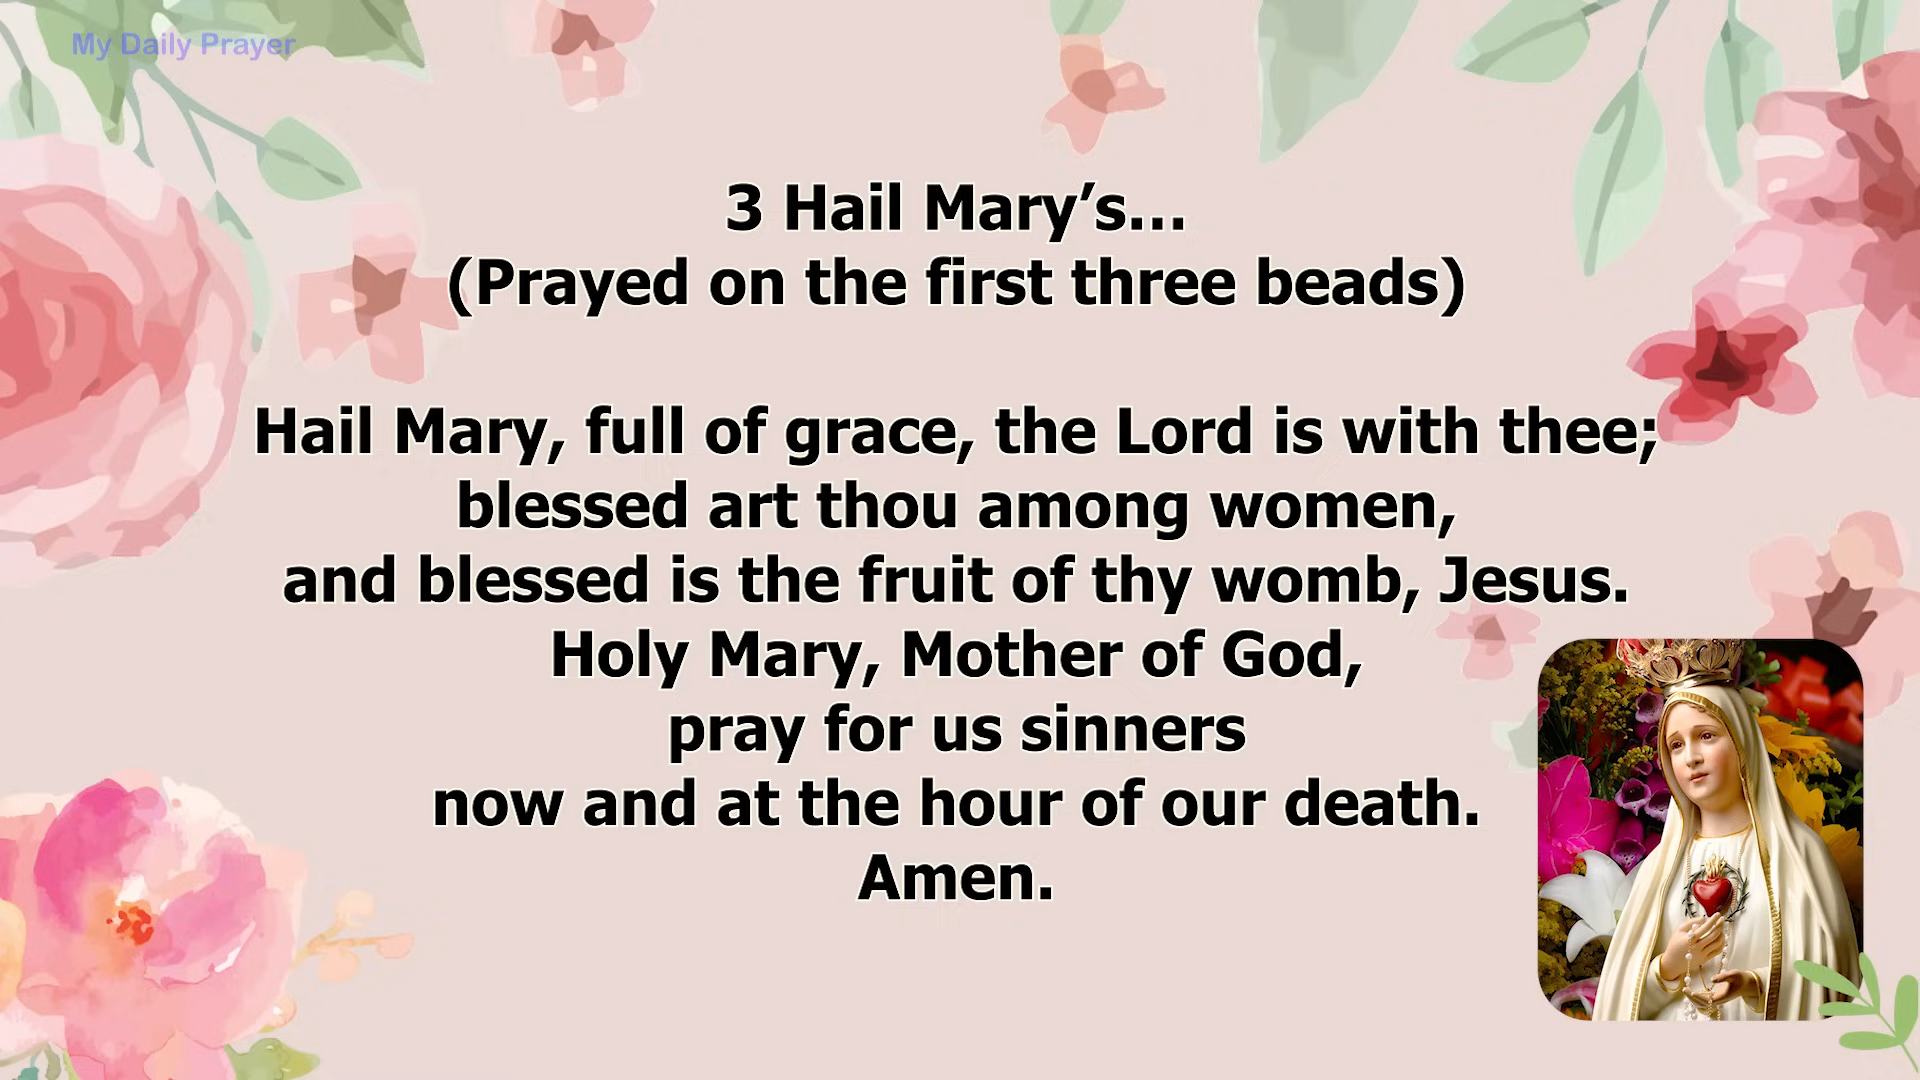 My Daily Prayer
3 Hail Mary’s...
(Prayed on the first three beads)
Hail Mary, full of grace, the Lord is with thee;
blessed art thou among women,
and blessed is the fruit of thy womb, Jesus.
Holy Mary, Mother of God,
pray for us sinners
now and at the hour of our death.
Amen.